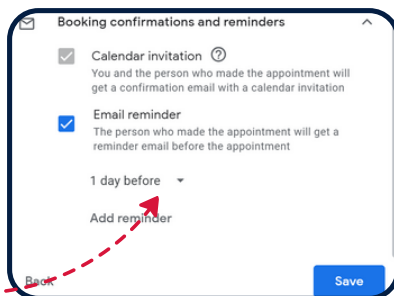 Booking confirmations and reminders
Calendar invitation
You and the person who made the appointment will
get a confirmation email with a calendar invitation
Email reminder
The person who made the appointment will get a
reminder email before the appointment
1 day before
Add reminder
Back
Save